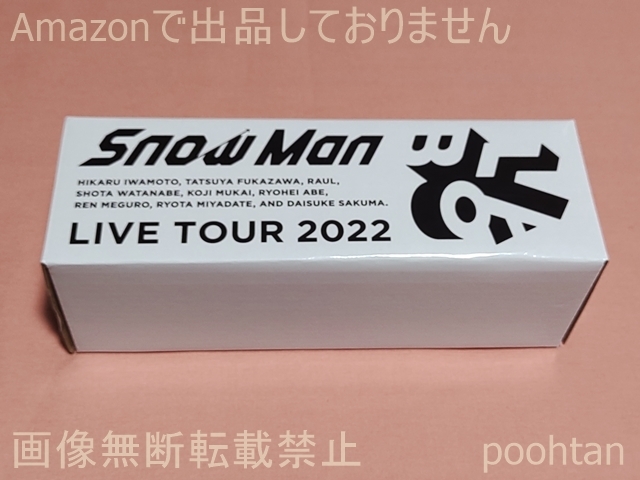 Amazonで出品しておりません
Snow Man
HIKARU IWAMOTO, TATSUYA FUKAZAWA, RAUL,
SHOTA WATANABE, KOJI MUKAI, RYOHEI ABE,
REN MEGURO, RYOTA MIYADATE, AND DAISUKE SAKUMA.
LIVE TOUR 2022
画像無断転載禁止
poohtan